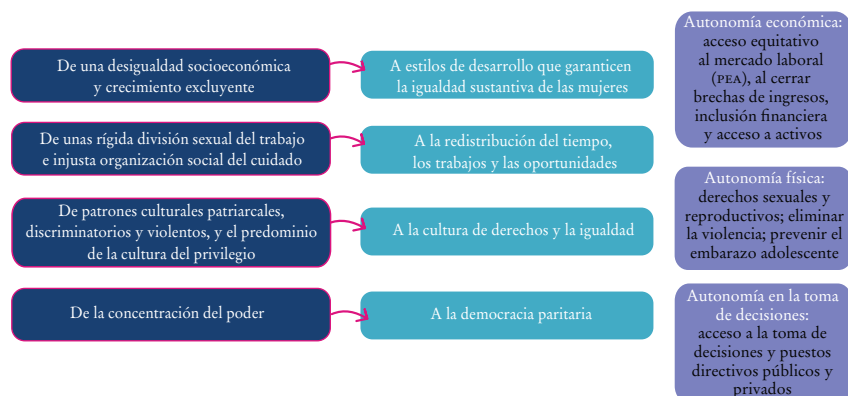 De una desigualdad socioeconómica
y crecimiento excluyente
A estilos de desarrollo que garanticen
la igualdad sustantiva de las mujeres
De unas rígida división sexual del trabajo
e injusta organización social del cuidado
A la redistribución del tiempo,
los trabajos y las oportunidades
De patrones culturales patriarcales,
discriminatorios y violentos, y el predominio
de la cultura del privilegio
A la cultura de derechos y la igualdad
De la concentración del poder
A la democracia paritaria
Autonomía económica:
acceso equitativo
al mercado laboral
(PEA), al cerrar
brechas de ingresos,
inclusión financiera
y acceso a activos
Autonomía física:
derechos sexuales y
reproductivos; eliminar
la violencia; prevenir el
embarazo adolescente
Autonomía en la toma
de decisiones:
acceso a la toma de
decisiones y puestos
directivos públicos y
privados